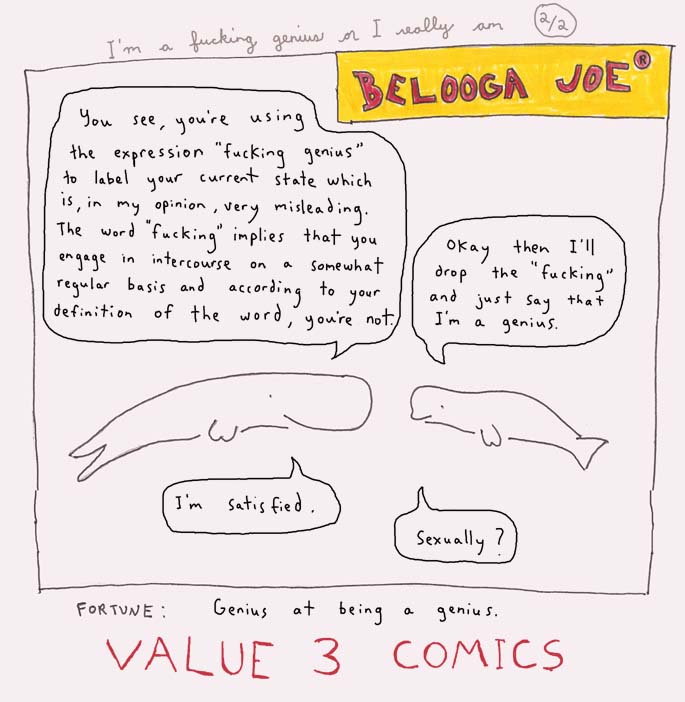 I'm a fucking genius or I really am 2/2
BELOOGA JOE®
You see, you're using
the expression "fucking genius"
to label your current state which
is, in my opinion, very misleading.
The word "fucking" implies that you
engage in intercourse on a somewhat
regular basis and according to your
definition of the word, you're not.
Okay then I'll
drop the "fucking"
and just say that
I'm a genius.
I'm satisfied.
Sexually?
FORTUNE: Genius at being a genius.
VALUE 3 COMICS